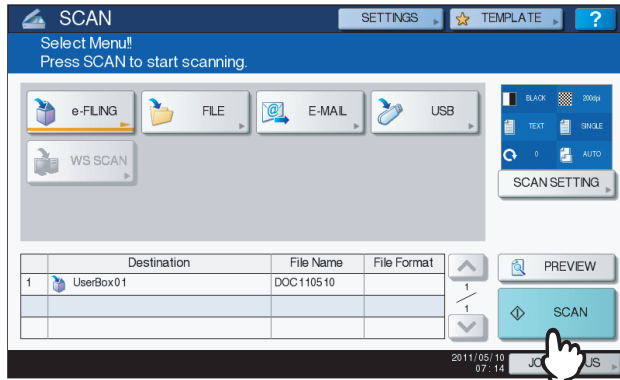 SCAN
SETTINGS
TEMPLATE
?
Select Menu!!
Press SCAN to start scanning.
e-FILING
FILE
E-MAIL
USB
WS SCAN
BLACK
200dpi
TEXT
SINGLE
0
AUTO
SCAN SETTING
Destination File Name File Format
1 UserBox01 DOC110510
1
1
PREVIEW
SCAN
2011/05/10
07:14